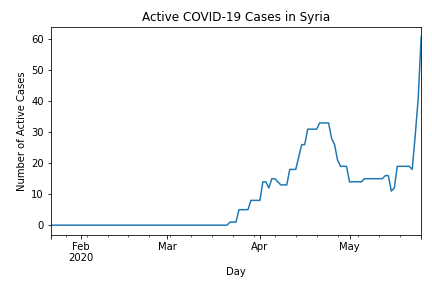 Active COVID-19 Cases in Syria
Number of Active Cases
60
50
40
30
20
10
0
Feb
2020
Mar
Apr
May
Day